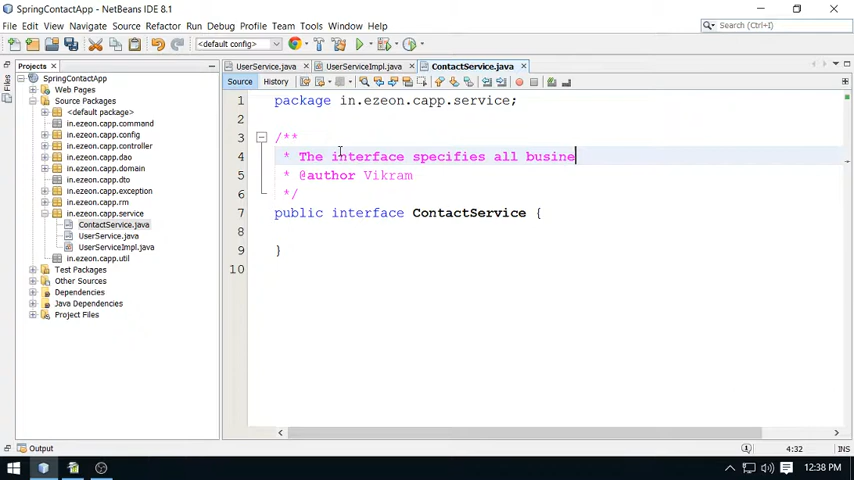 SpringContactApp - NetBeans IDE 8.1
File Edit View Navigate Source Refactor Run Debug Profile Team Tools Window Help
Search (Ctrl+I)
<default config>
Projects
UserService.java UserServiceImpl.java ContactService.java
Files
SpringContactApp
Web Pages
Source Packages
<default package>
in.ezeon.capp.command
in.ezeon.capp.config
in.ezeon.capp.controller
in.ezeon.capp.dao
in.ezeon.capp.domain
in.ezeon.capp.dto
in.ezeon.capp.exception
in.ezeon.capp.rm
in.ezeon.capp.service
ContactService.java
UserService.java
UserServiceImpl.java
in.ezeon.capp.util
Test Packages
Other Sources
Dependencies
Java Dependencies
Project Files
Source History
1 package in.ezeon.capp.service;
2
3 /**
4 * The interface specifies all busine
5 * @author Vikram
6 */
7 public interface ContactService {
8
9 }
10
Output
4:32 INS
12:38 PM